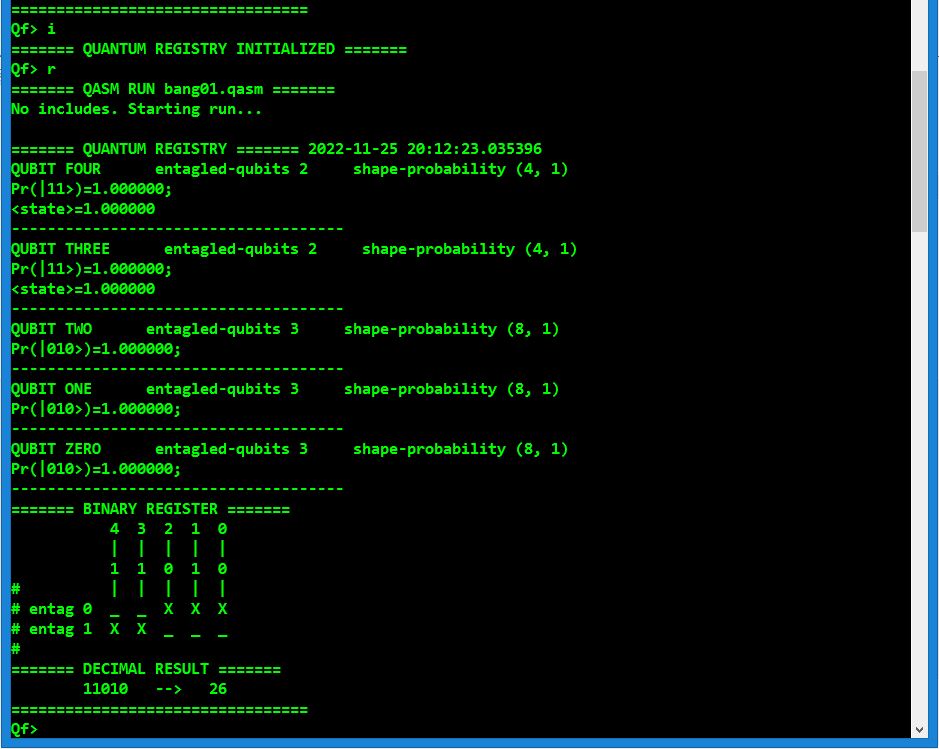 =================================
Qf> i
======= QUANTUM REGISTRY INITIALIZED =======
Qf> r
======= QASM RUN bang01.qasm =======
No includes. Starting run...

======= QUANTUM REGISTRY ======= 2022-11-25 20:12:23.035396
QUBIT FOUR      entagled-qubits 2     shape-probability (4, 1)
Pr(|11>)=1.000000;
<state>=1.000000
-------------------------------------
QUBIT THREE      entagled-qubits 2     shape-probability (4, 1)
Pr(|11>)=1.000000;
<state>=1.000000
-------------------------------------
QUBIT TWO      entagled-qubits 3     shape-probability (8, 1)
Pr(|010>)=1.000000;
-------------------------------------
QUBIT ONE      entagled-qubits 3     shape-probability (8, 1)
Pr(|010>)=1.000000;
-------------------------------------
QUBIT ZERO      entagled-qubits 3     shape-probability (8, 1)
Pr(|010>)=1.000000;
-------------------------------------
======= BINARY REGISTER =======
           4  3  2  1  0
           |  |  |  |  |
           1  1  0  1  0
#          |  |  |  |  |
# entag 0  _  _  X  X  X
# entag 1  X  X  _  _  _
#
======= DECIMAL RESULT =======
        11010   -->   26
=================================
Qf>